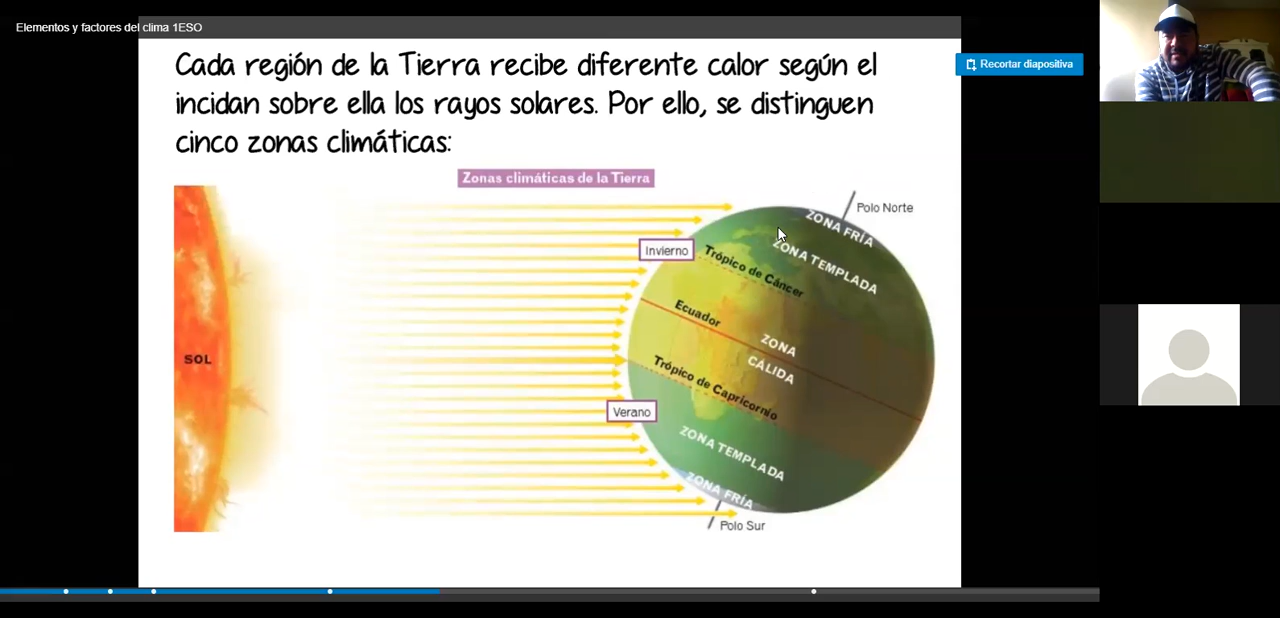 Elementos y factores del clima 1ESO
Cada región de la Tierra recibe diferente calor según el
incidan sobre ella los rayos solares. Por ello, se distinguen
cinco zonas climáticas:
Recortar diapositiva
Zonas climáticas de la Tierra
Polo Norte
ZONA FRÍA
Invierno
ZONA TEMPLADA
Trópico de Cáncer
Ecuador
ZONA
CÁLIDA
SOL
Trópico de Capricornio
Verano
ZONA TEMPLADA
ZONA FRÍA
Polo Sur